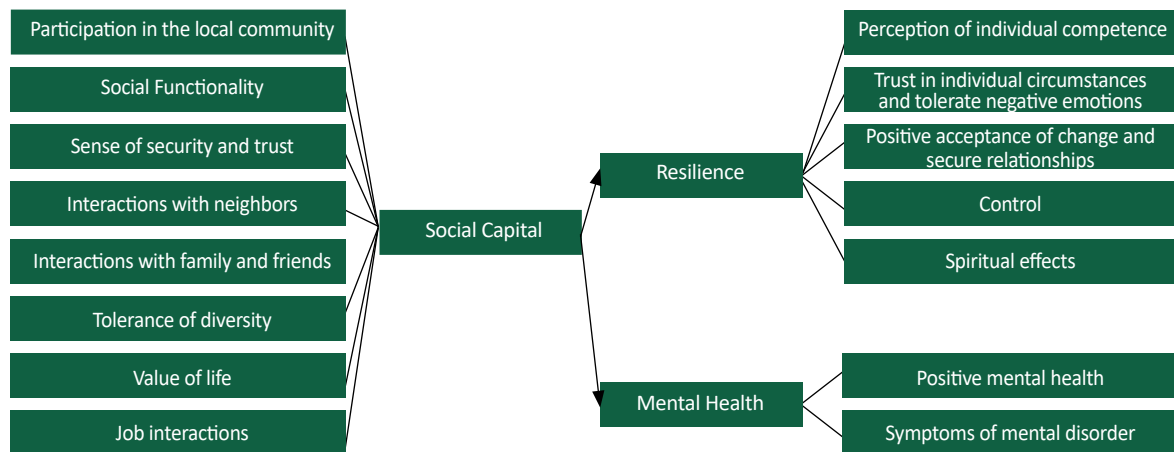 Participation in the local community
Social Functionality
Sense of security and trust
Interactions with neighbors
Interactions with family and friends
Tolerance of diversity
Value of life
Job interactions
Social Capital
Resilience
Mental Health
Perception of individual competence
Trust in individual circumstances
and tolerate negative emotions
Positive acceptance of change and
secure relationships
Control
Spiritual effects
Positive mental health
Symptoms of mental disorder